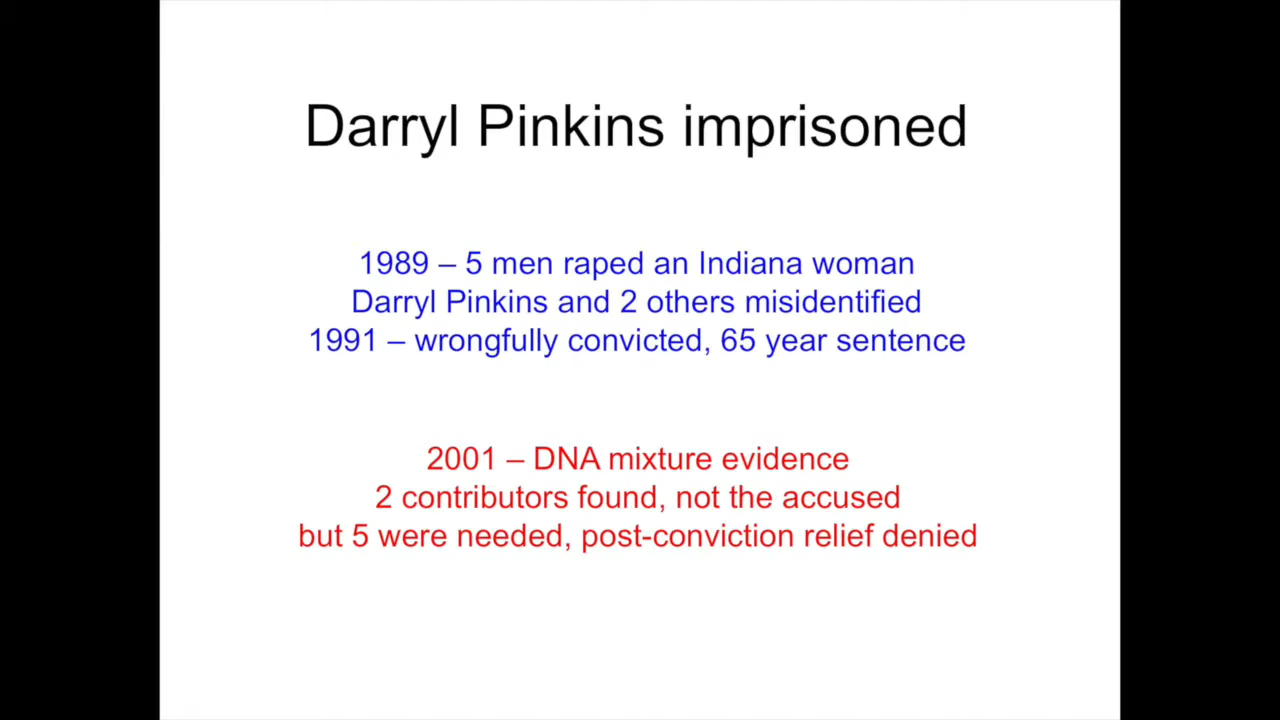 Darryl Pinkins imprisoned
1989 – 5 men raped an Indiana woman
Darryl Pinkins and 2 others misidentified
1991 – wrongfully convicted, 65 year sentence
2001 – DNA mixture evidence
2 contributors found, not the accused
but 5 were needed, post-conviction relief denied